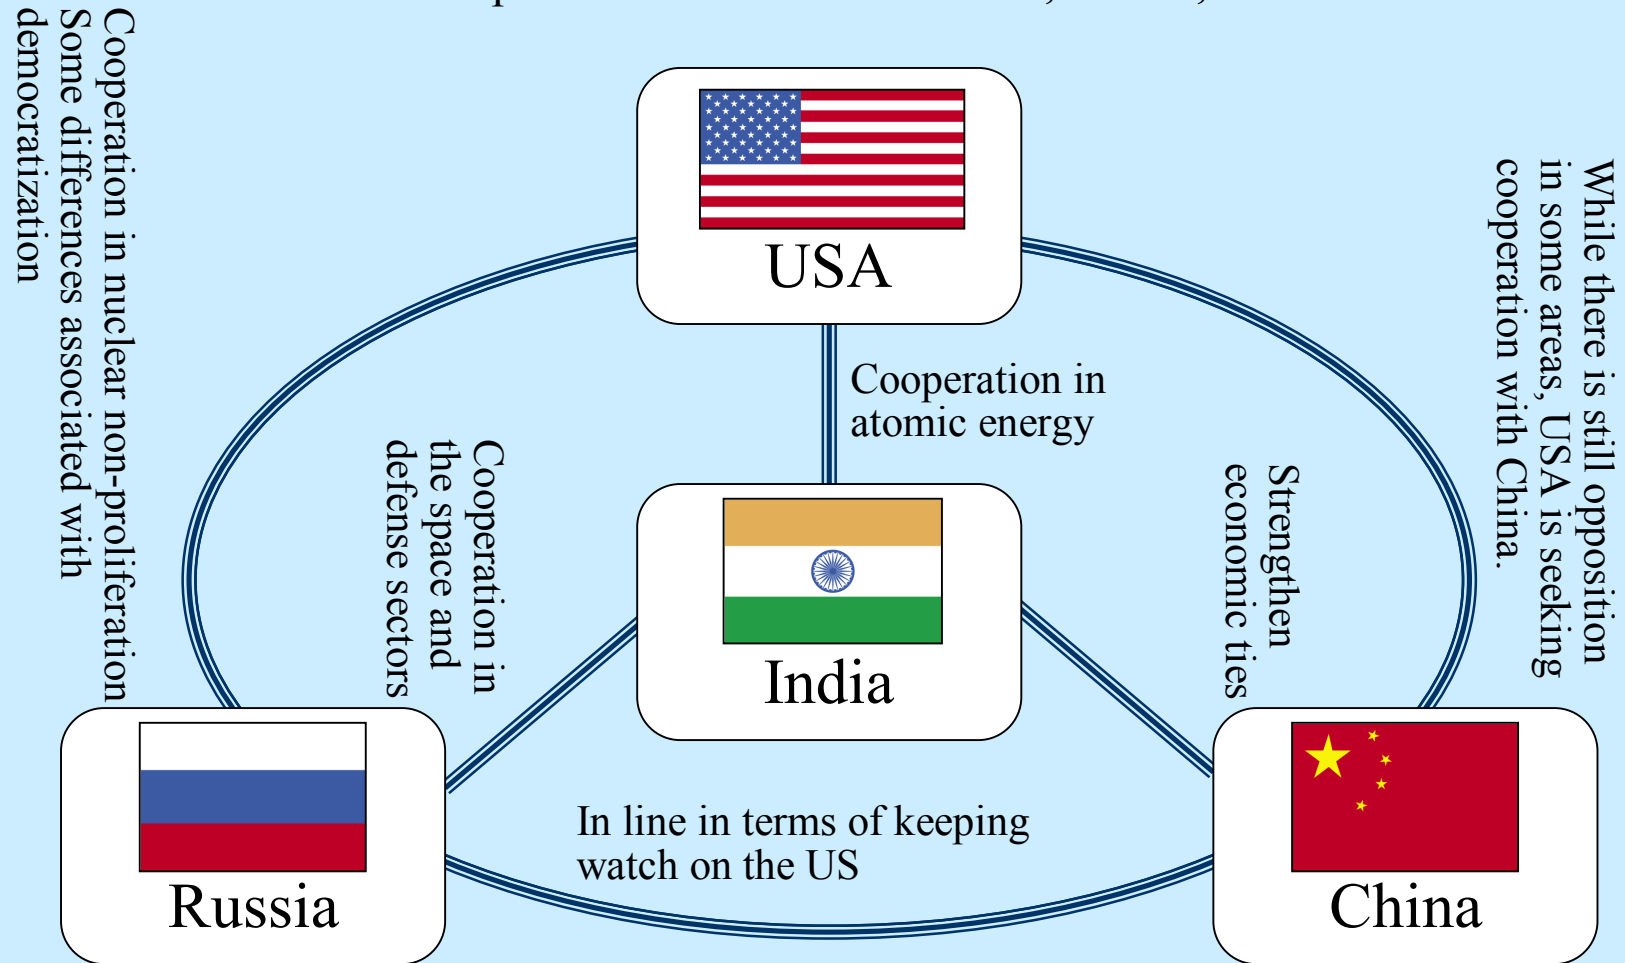 Cooperation in nuclear non-proliferation
Some differences associated with
democratization
USA
While there is still opposition
in some areas, USA is seeking
cooperation with China.
Cooperation in
atomic energy
Cooperation in
the space and
defense sectors
Strengthen
economic ties
India
In line in terms of keeping
watch on the US
Russia
China